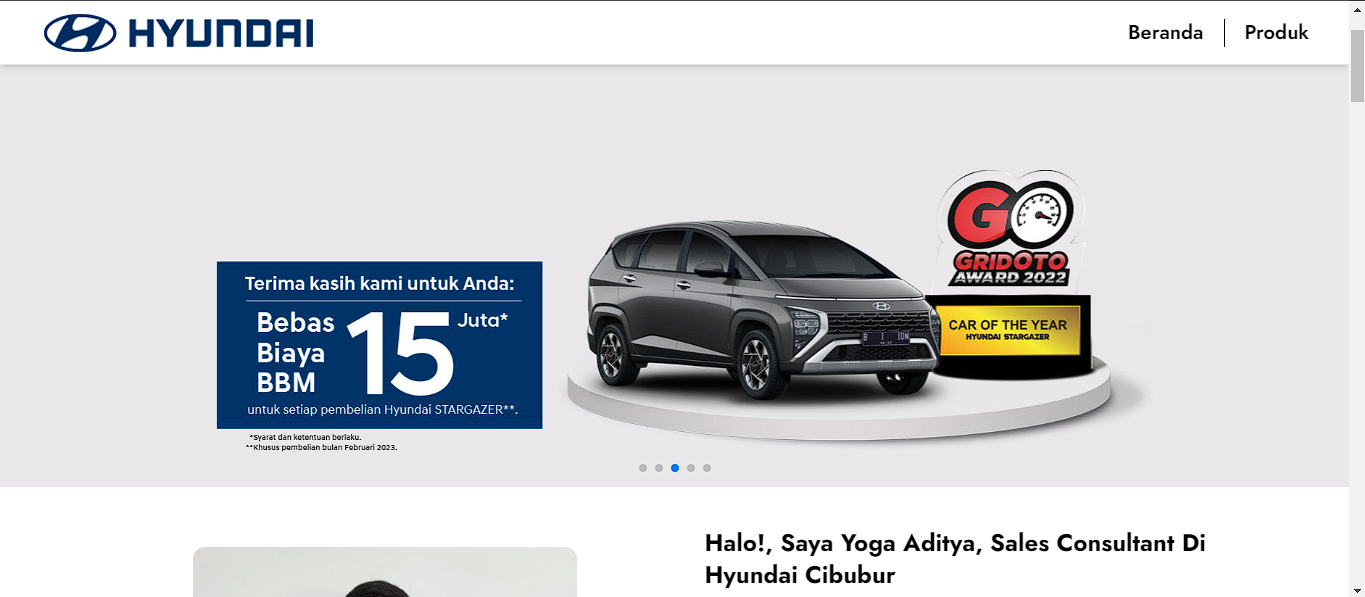 HYUNDAI
Beranda
Produk
Terima kasih kami untuk Anda:
Bebas
Biaya
BBM
15
Juta*
untuk setiap pembelian Hyundai STARGAZER**.
*Syarat dan ketentuan berlaku.
**Khusus pembelian bulan Februari 2023.
B 1 ION
GO
GRIDOTO
AWARD 2022
CAR OF THE YEAR
HYUNDAI STARGAZER
Halo!, Saya Yoga Aditya, Sales Consultant Di
Hyundai Cibubur